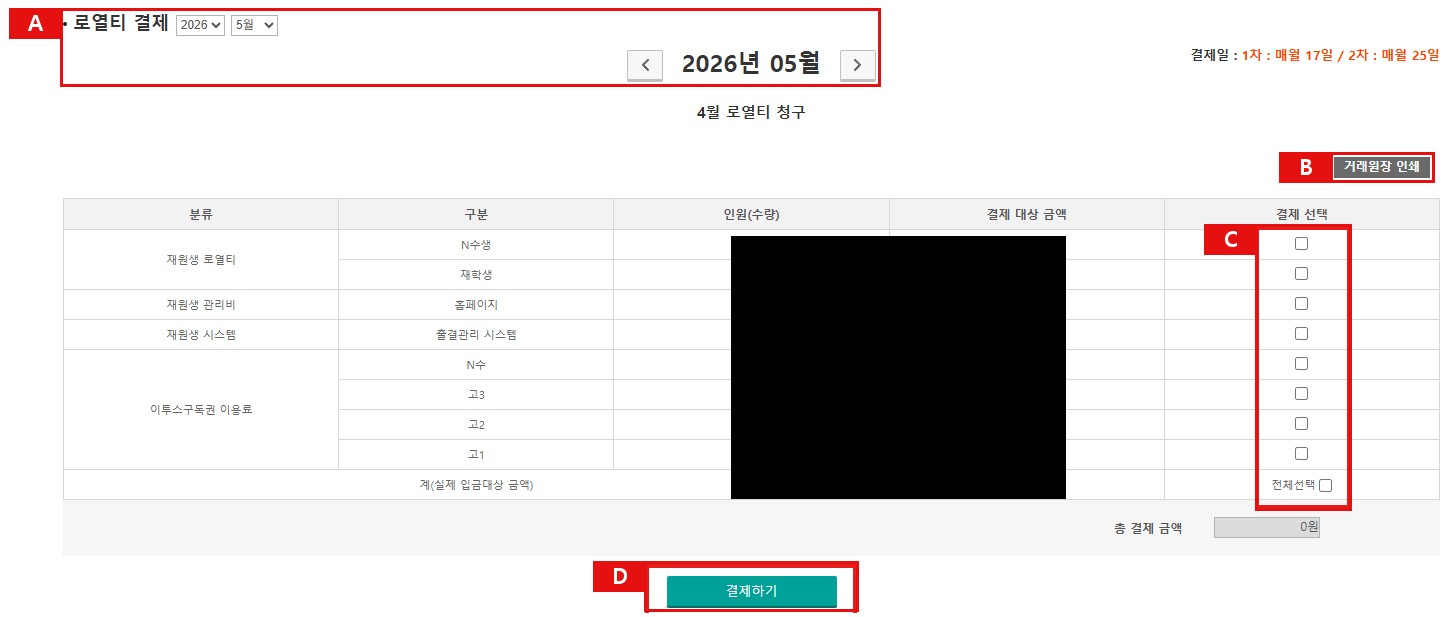 A
• 로열티 결제 2026 5월
2026년 05월
결제일 : 1차 : 매월 17일 / 2차 : 매월 25일
4월 로열티 청구
B 거래원장 인쇄
분류 구분 인원(수량) 결제 대상 금액 결제 선택
C
재원생 로열티 N수생
재학생
재원생 관리비 홈페이지
재원생 시스템 출결관리 시스템
이투스구독권 이용료 N수
고3
고2
고1
계(실제 입금대상 금액) 전체선택
총 결제 금액 0원
D
결제하기